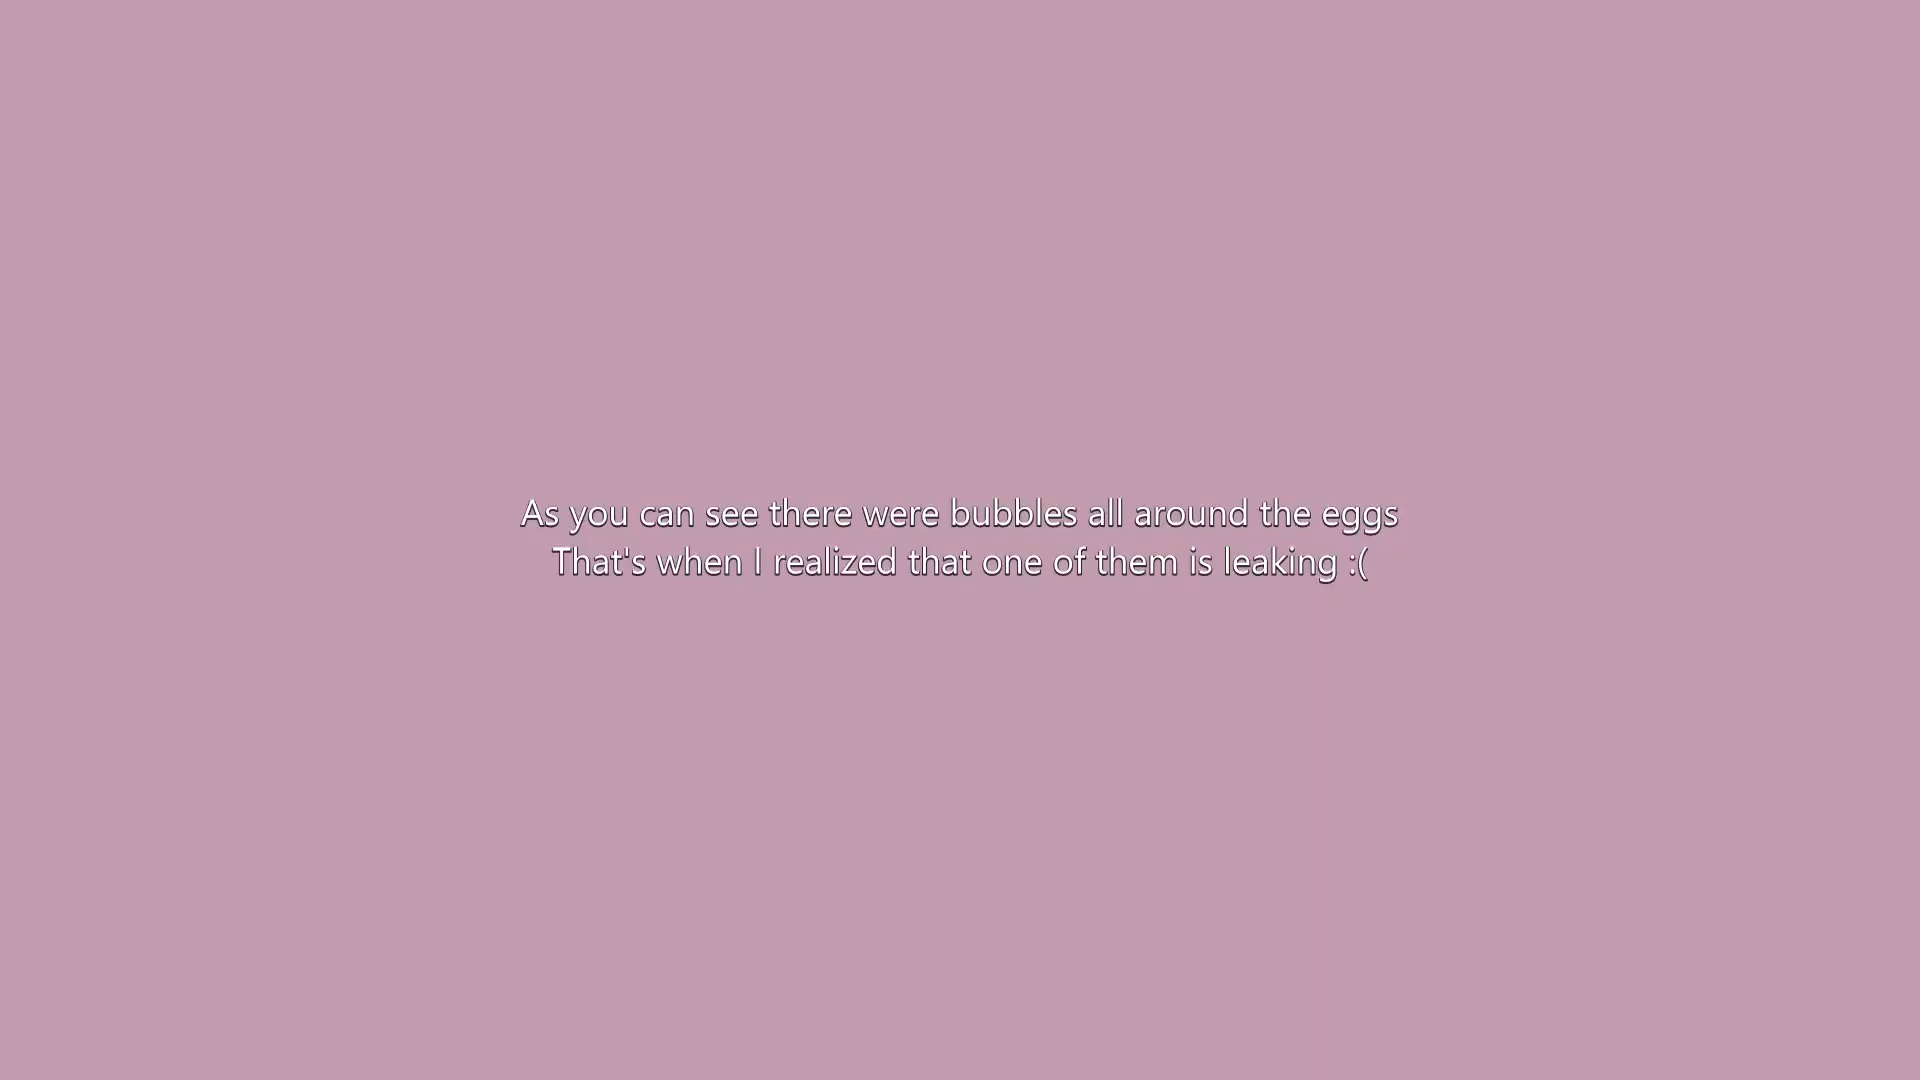 As you can see there were bubbles all around the eggs
That's when I realized that one of them is leaking :(